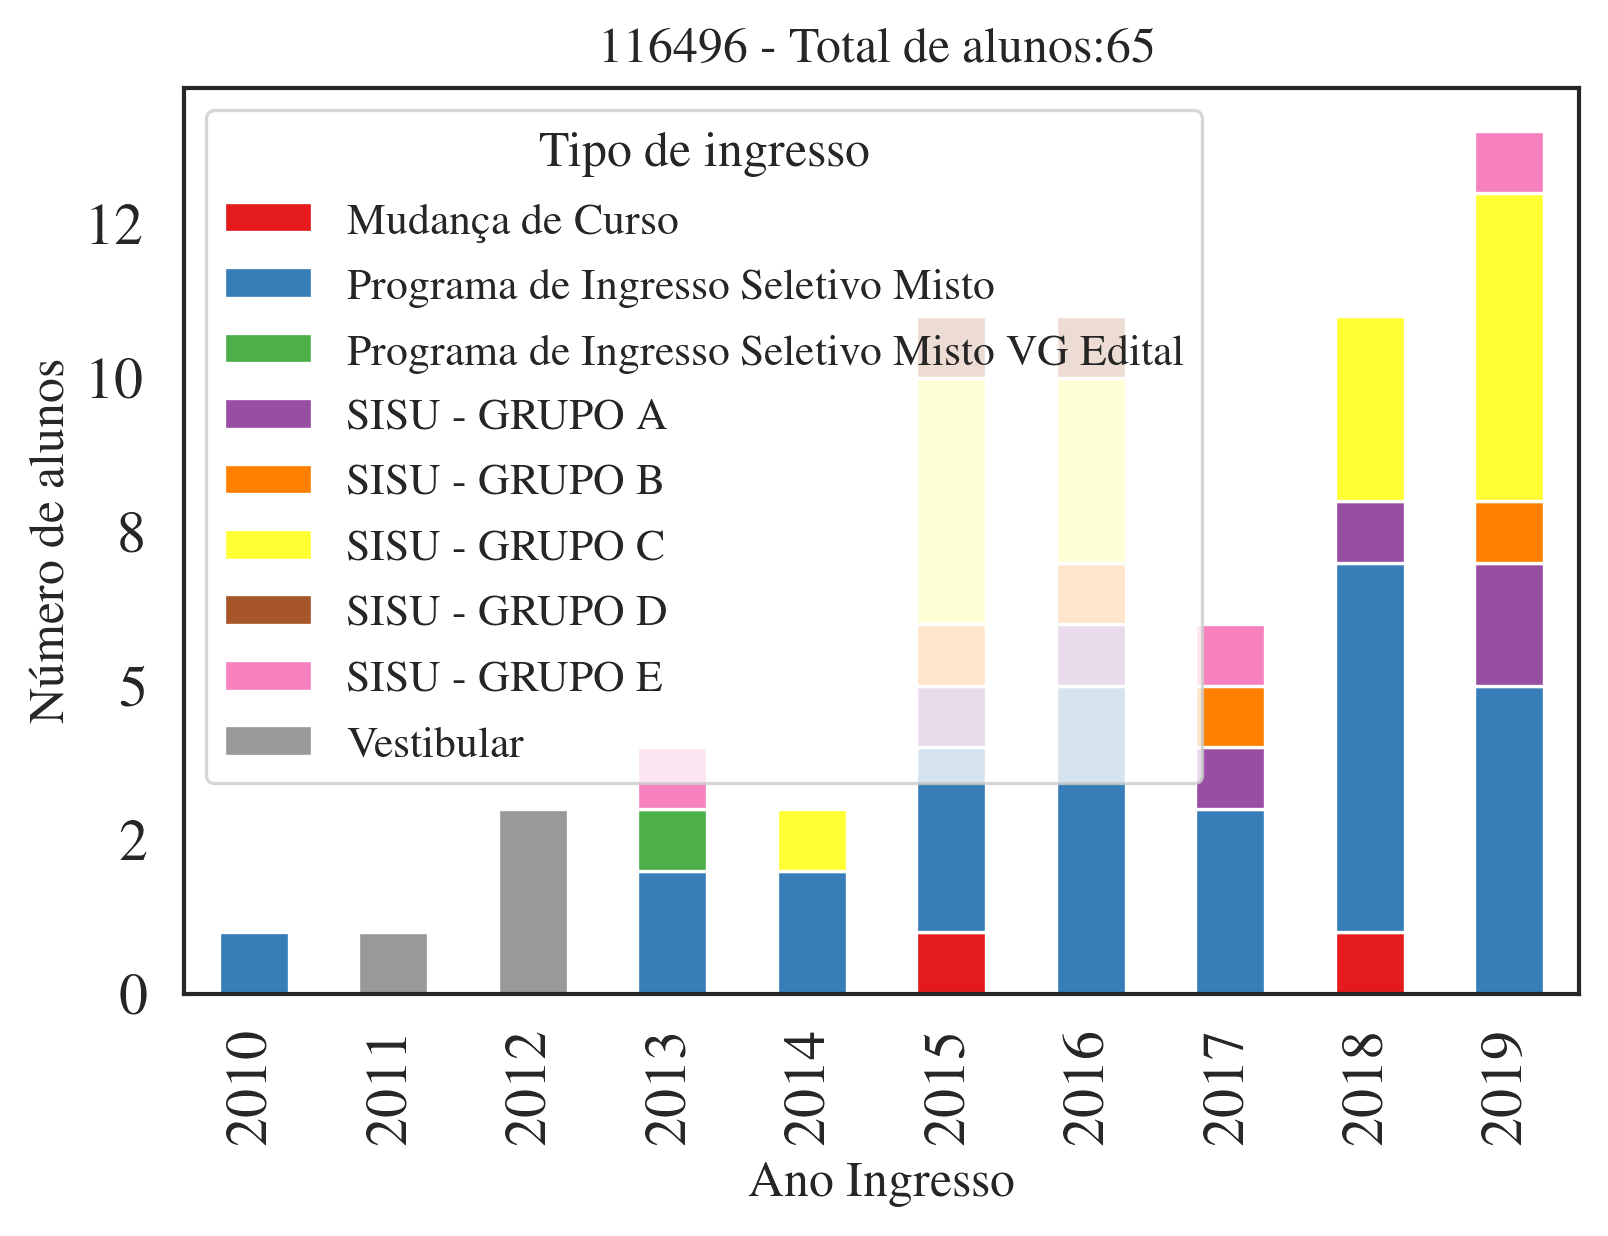 116496 - Total de alunos:65
Tipo de ingresso
Mudança de Curso
Programa de Ingresso Seletivo Misto
Programa de Ingresso Seletivo Misto VG Edital
SISU - GRUPO A
SISU - GRUPO B
SISU - GRUPO C
SISU - GRUPO D
SISU - GRUPO E
Vestibular
Número de alunos
12
10
8
5
2
0
2010
2011
2012
2013
2014
2015
2016
2017
2018
2019
Ano Ingresso